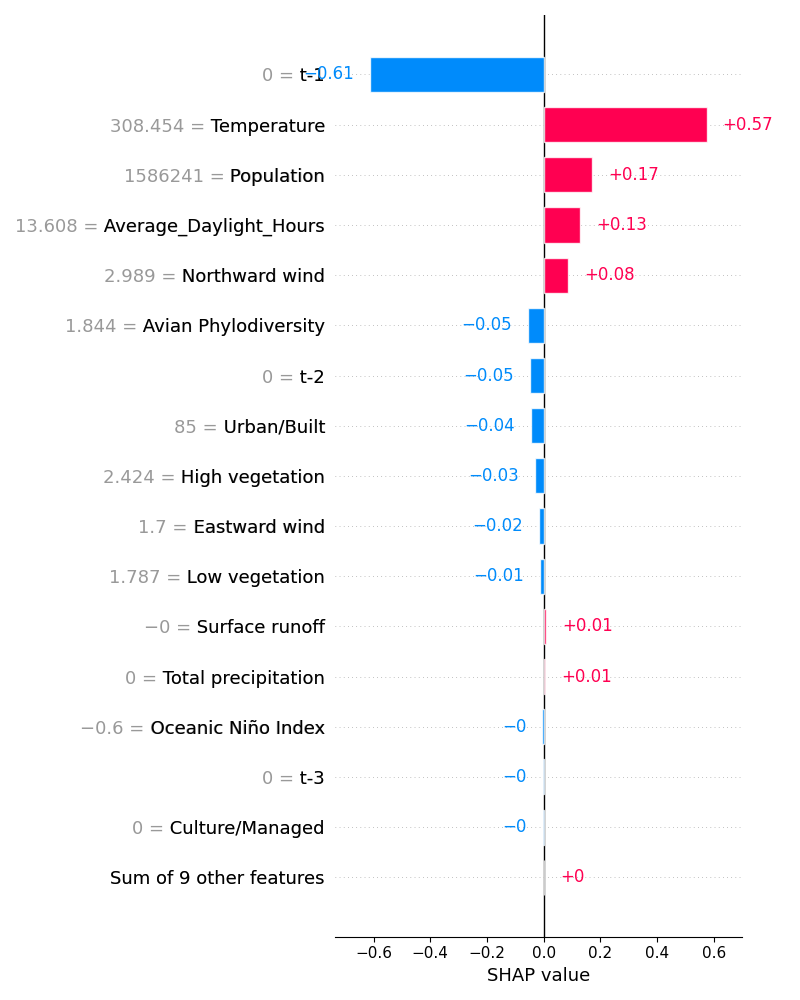 0 = t-1 −0.61
308.454 = Temperature +0.57
1586241 = Population +0.17
13.608 = Average_Daylight_Hours +0.13
2.989 = Northward wind +0.08
1.844 = Avian Phylodiversity −0.05
0 = t-2 −0.05
85 = Urban/Built −0.04
2.424 = High vegetation −0.03
1.7 = Eastward wind −0.02
1.787 = Low vegetation −0.01
−0 = Surface runoff +0.01
0 = Total precipitation +0.01
−0.6 = Oceanic Niño Index −0
0 = t-3 −0
0 = Culture/Managed −0
Sum of 9 other features +0
−0.6 −0.4 −0.2 0.0 0.2 0.4 0.6
SHAP value